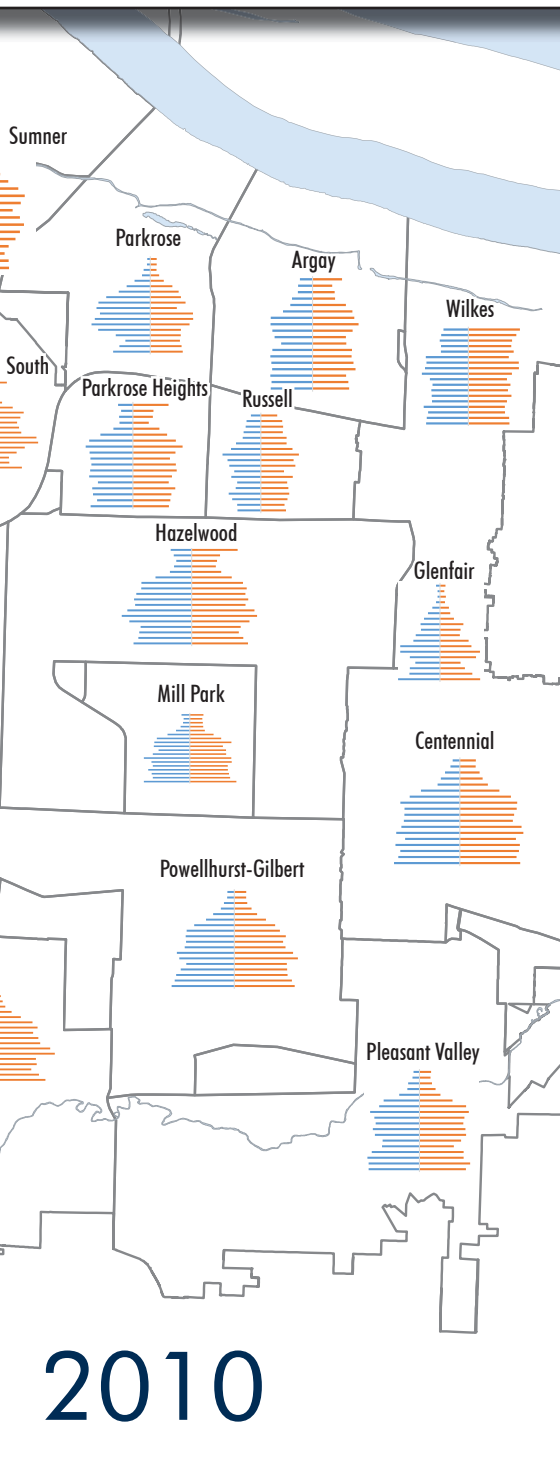 Sumner
Parkrose
Argay
Wilkes
South
Parkrose Heights
Russell
Hazelwood
Glenfair
Mill Park
Centennial
Powellhurst-Gilbert
Pleasant Valley
2010